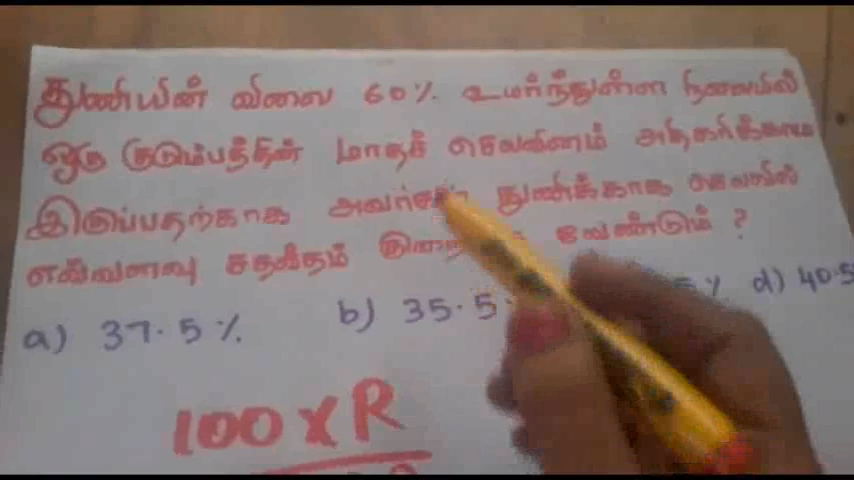 துணியின் விலை 60% உயர்ந்துள்ள நிலையில்
ஒரு குடும்பத்தின் மாதச் செலவினம் அதிகரிக்காம
இருப்பதற்காக அவர்கள் துணிக்காக செலவில்
எவ்வளவு சதவீதம் வேண்டும் ?
a) 37.5% b) 35.5 5% d) 40.5
100 X R